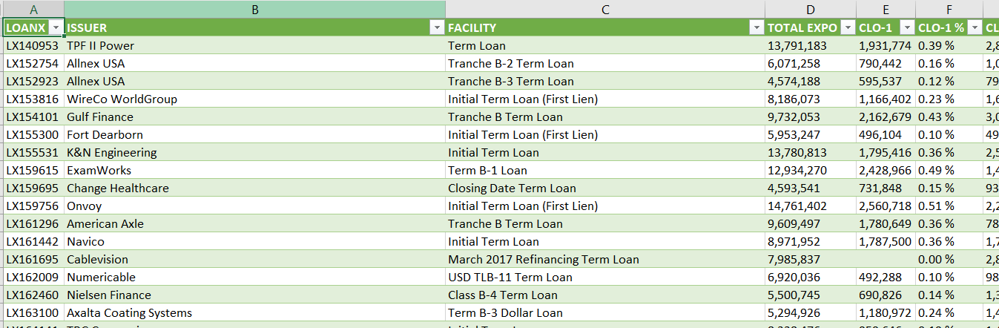 A B C D E F
LOANX ISSUER FACILITY TOTAL EXPO CLO-1 CLO-1 % CL
LX140953 TPF II Power Term Loan 13,791,183 1,931,774 0.39 % 2,8
LX152754 Allnex USA Tranche B-2 Term Loan 6,071,258 790,442 0.16 % 1,0
LX152923 Allnex USA Tranche B-3 Term Loan 4,574,188 595,537 0.12 % 79
LX153816 WireCo WorldGroup Initial Term Loan (First Lien) 8,186,073 1,166,402 0.23 % 1,6
LX154101 Gulf Finance Tranche B Term Loan 9,732,053 2,162,679 0.43 % 3,0
LX155300 Fort Dearborn Initial Term Loan (First Lien) 5,953,247 496,104 0.10 % 49
LX155531 K&N Engineering Initial Term Loan 13,780,813 1,795,416 0.36 % 2,5
LX159615 ExamWorks Term B-1 Loan 12,934,270 2,428,966 0.49 % 1,4
LX159695 Change Healthcare Closing Date Term Loan 4,593,541 731,848 0.15 % 93
LX159756 Onvoy Initial Term Loan (First Lien) 14,761,402 2,560,718 0.51 % 2,2
LX161296 American Axle Tranche B Term Loan 9,609,497 1,780,649 0.36 % 78
LX161442 Navico Initial Term Loan 8,971,952 1,787,500 0.36 % 1,7
LX161695 Cablevision March 2017 Refinancing Term Loan 7,985,837 0.00 % 2,8
LX162009 Numericable USD TLB-11 Term Loan 6,920,036 492,288 0.10 % 98
LX162460 Nielsen Finance Class B-4 Term Loan 5,500,745 690,826 0.14 % 1,3
LX163100 Axalta Coating Systems Term B-3 Dollar Loan 5,294,926 1,180,972 0.24 % 1,4